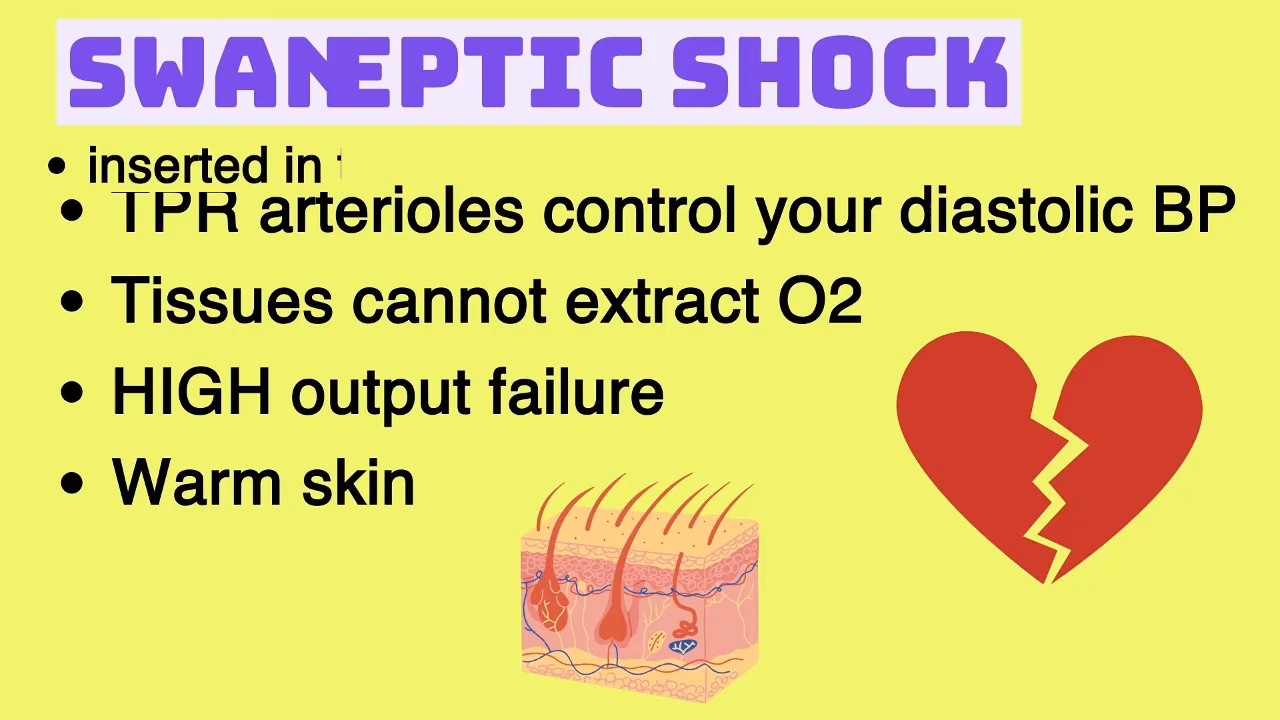 SWANEPTIC SHOCK
• inserted in
• TPR arterioles control your diastolic BP
• Tissues cannot extract O2
• HIGH output failure
• Warm skin